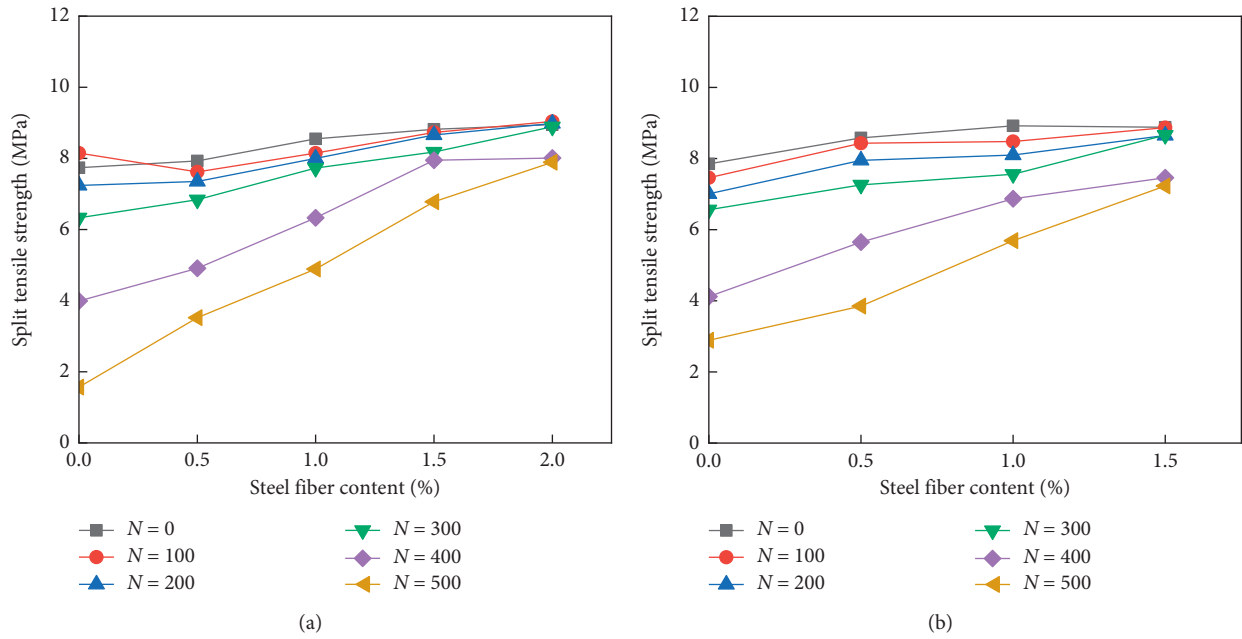 12
10
8
6
4
2
0
Split tensile strength (MPa)
0.0 0.5 1.0 1.5 2.0
Steel fiber content (%)
N = 0 N = 300
N = 100 N = 400
N = 200 N = 500
(a)
12
10
8
6
4
2
0
Split tensile strength (MPa)
0.0 0.5 1.0 1.5
Steel fiber content (%)
N = 0 N = 300
N = 100 N = 400
N = 200 N = 500
(b)